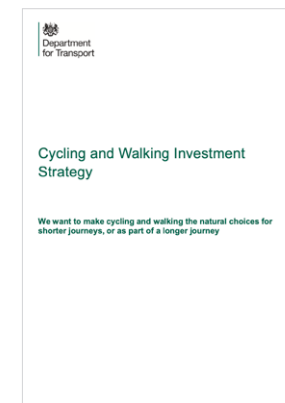 Department
for Transport
Cycling and Walking Investment
Strategy
We want to make cycling and walking the natural choices for
shorter journeys, or as part of a longer journey